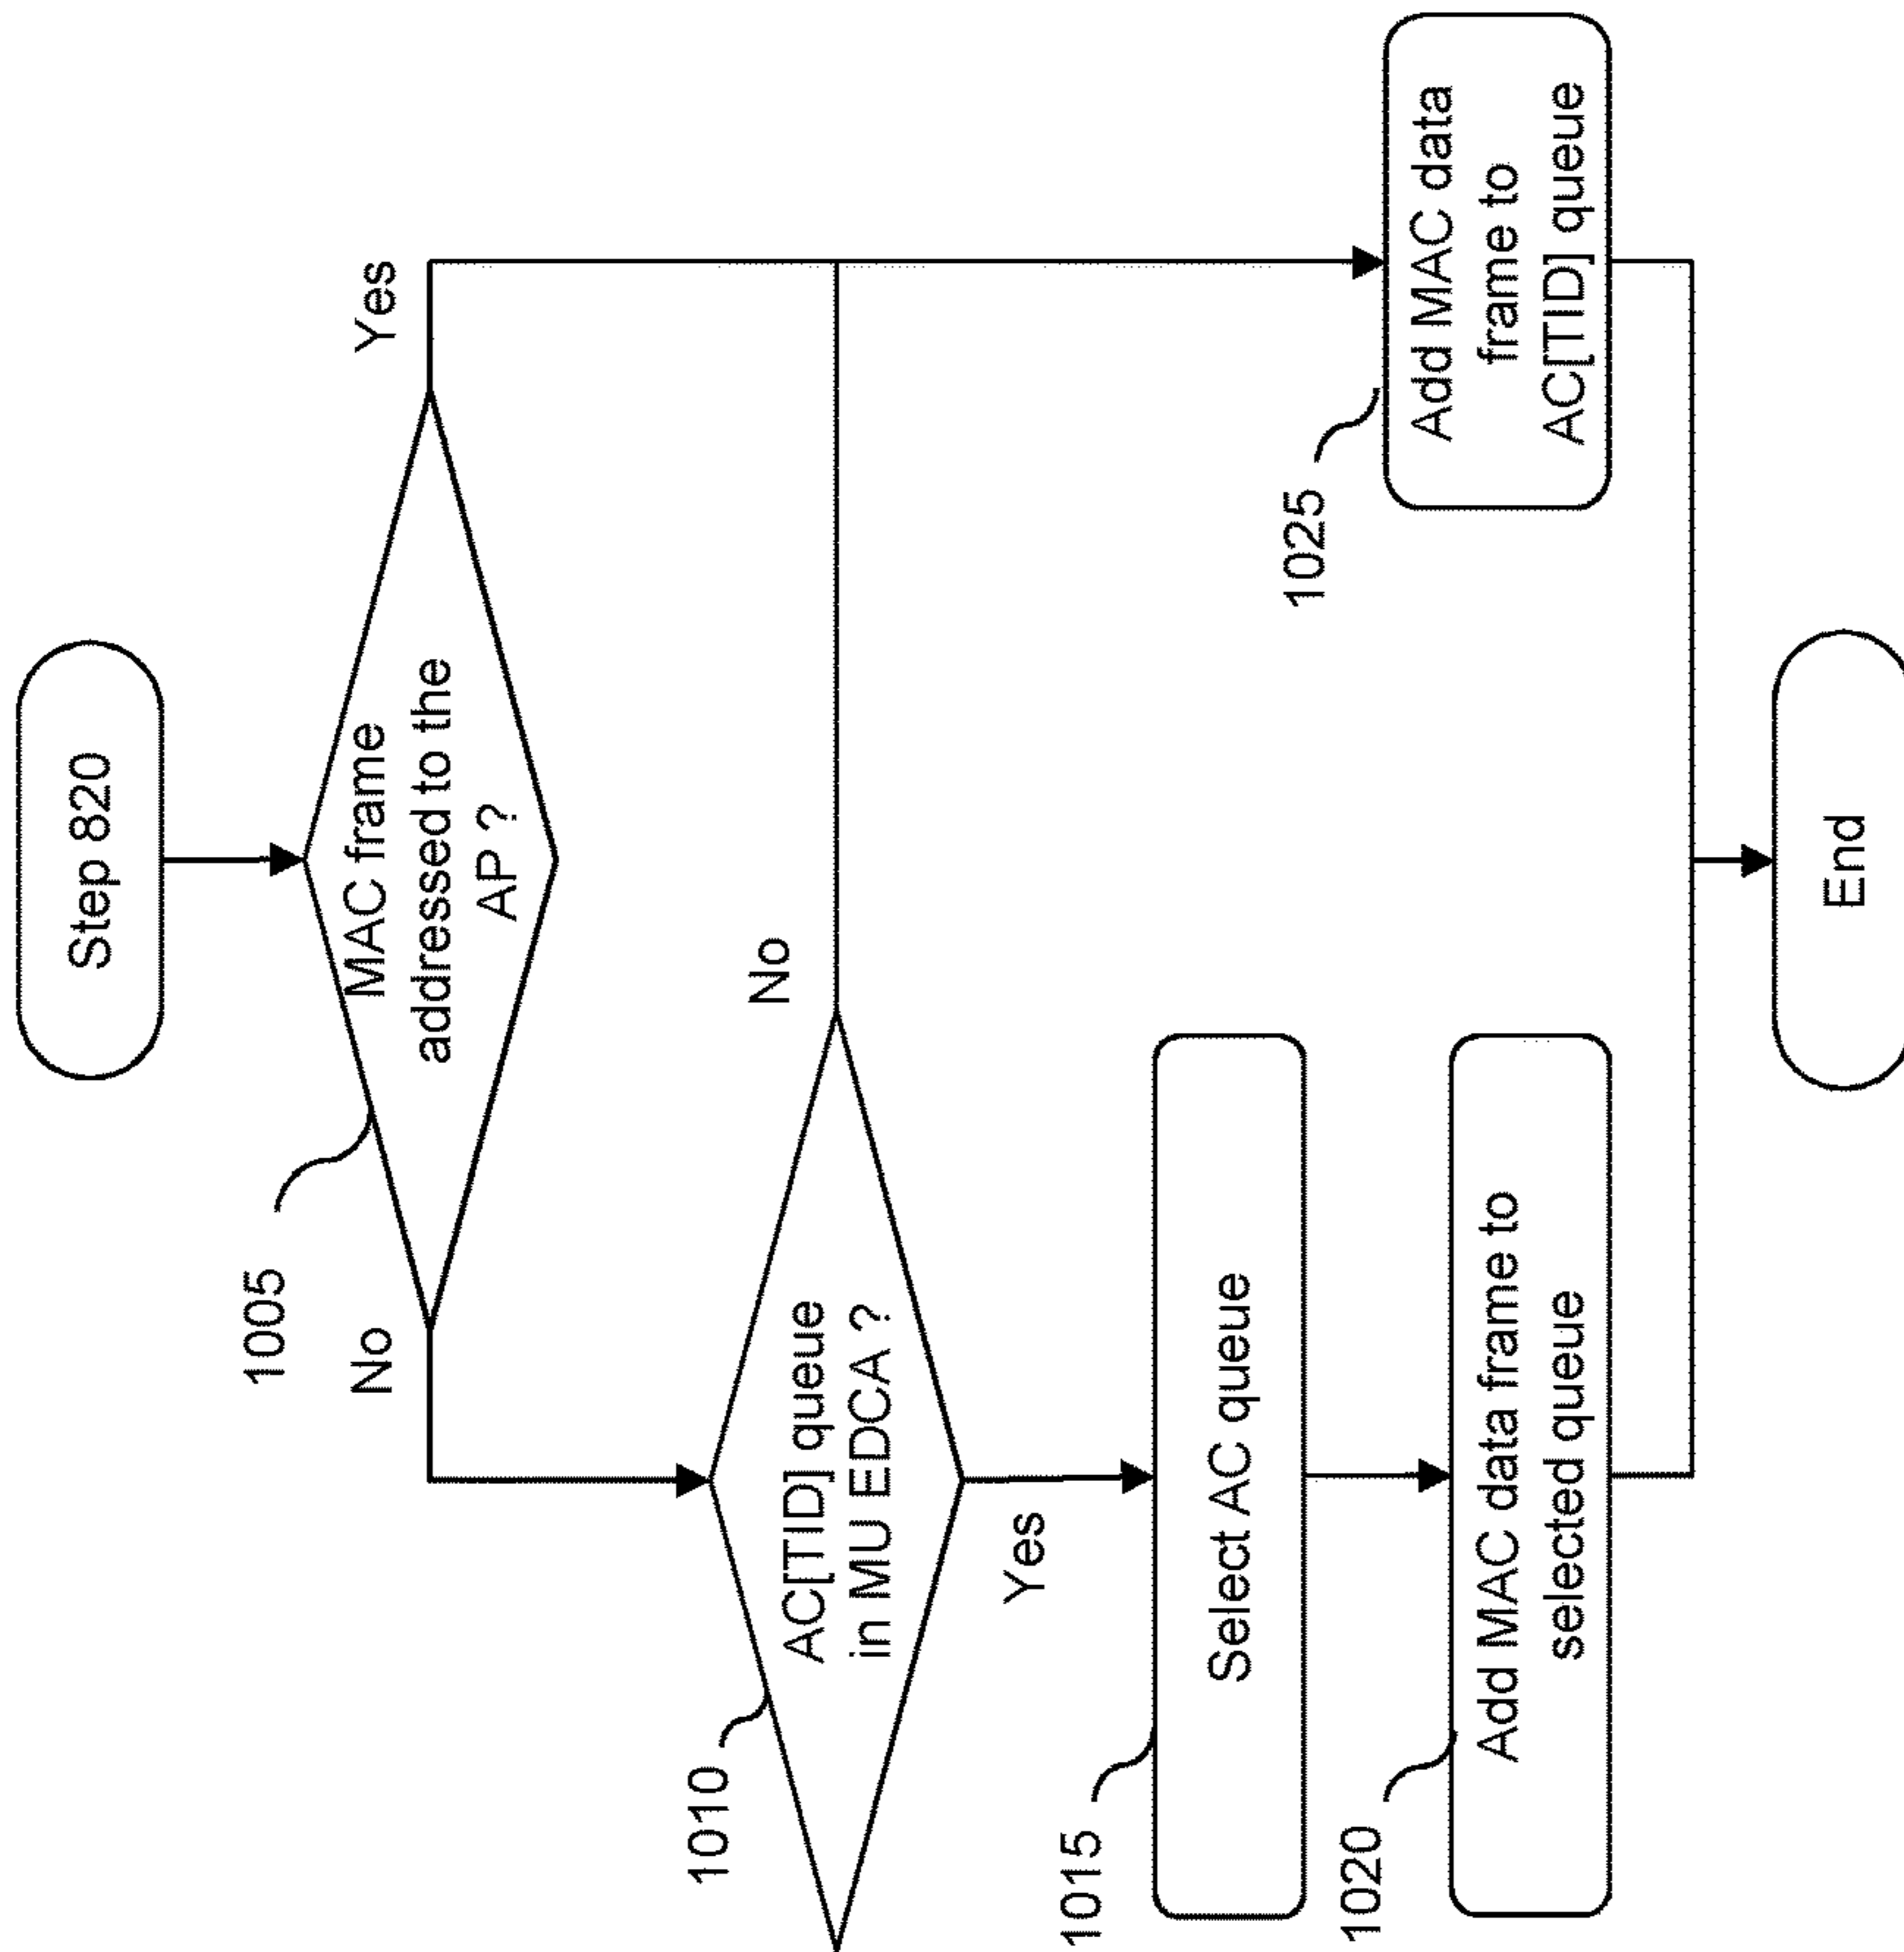 Step 820
1005
MAC frame
addressed to the
AP ?
No
Yes
1010
AC[TID] queue
in MU EDCA ?
No
Yes
1015
Select AC queue
1020
Add MAC data frame to
selected queue
1025
Add MAC data
frame to
AC[TID] queue
End